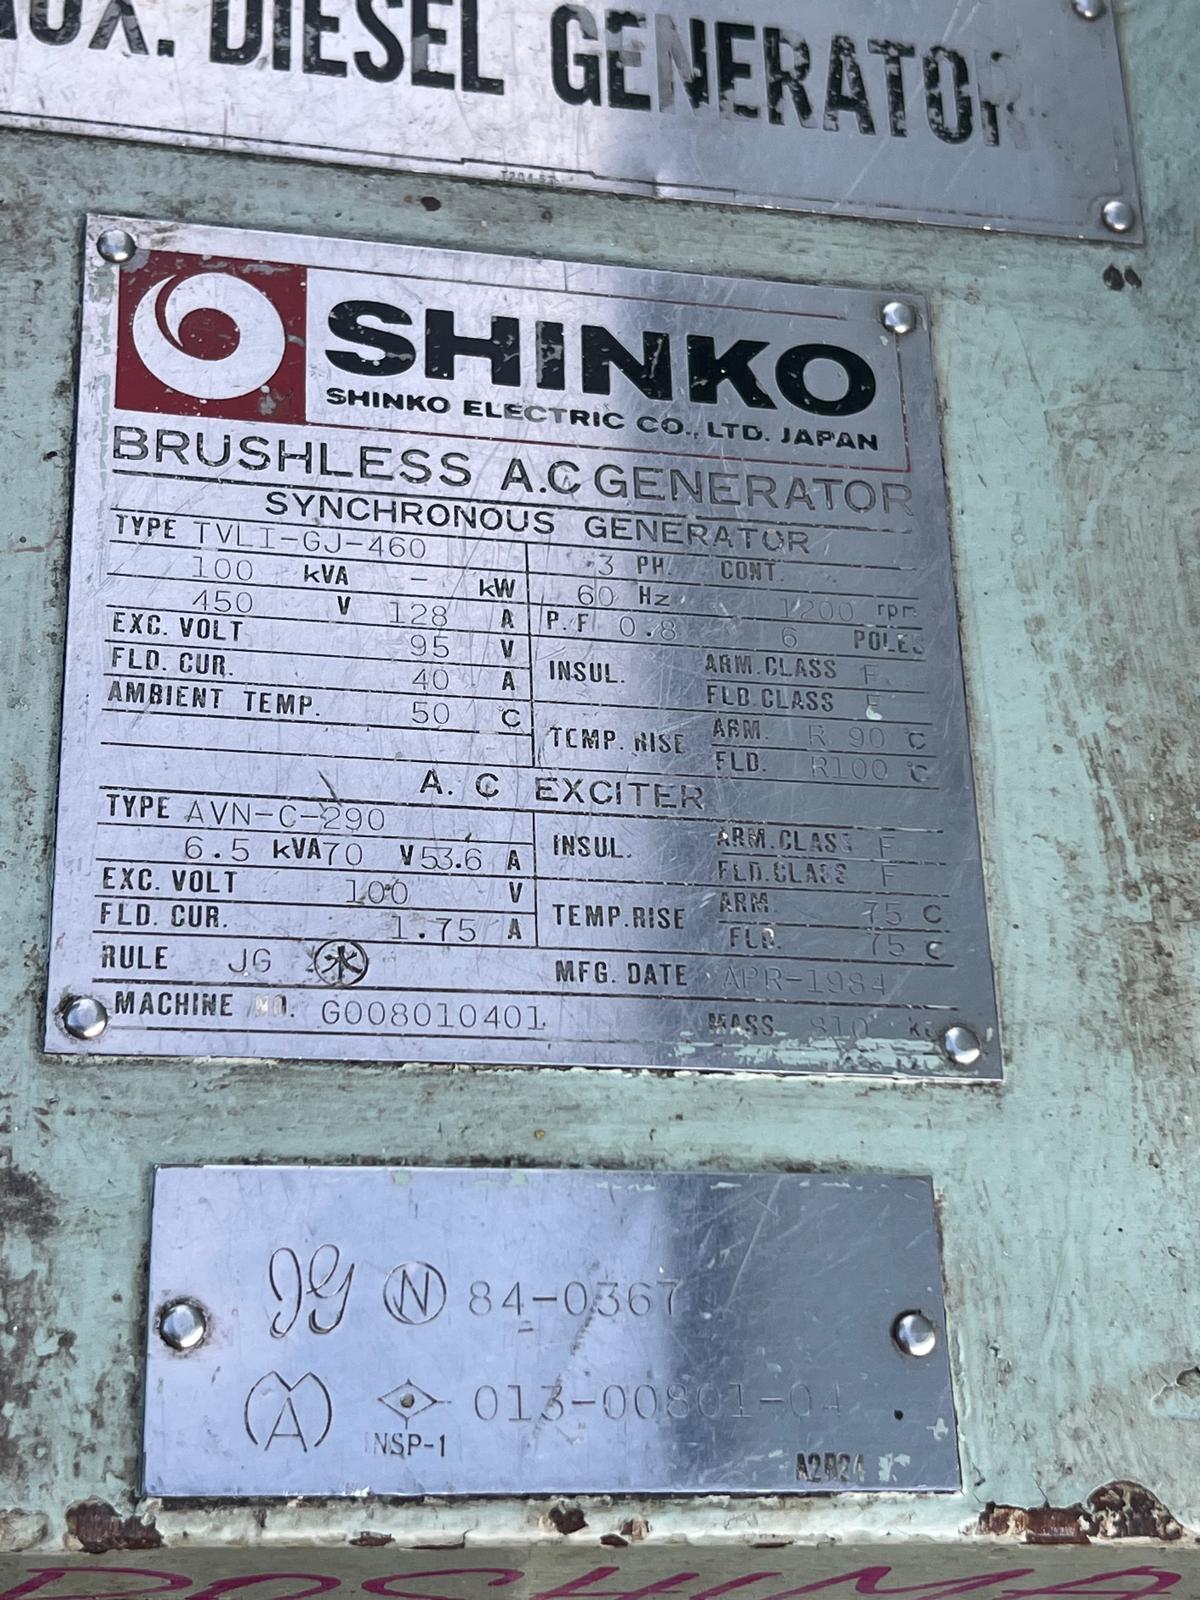 AUX. DIESEL GENERATOR
SHINKO
SHINKO ELECTRIC CO., LTD. JAPAN
BRUSHLESS A.C GENERATOR
SYNCHRONOUS GENERATOR
TYPE TVLI-GJ-460 3 PH. CONT.
100 kVA - kW 60 Hz 1200 rpm
450 V 128 A P.F 0.8 6 POLES
EXC. VOLT 95 V
FLD. CUR. 40 A
AMBIENT TEMP. 50 C
INSUL. ARM.CLASS F
FLD.CLASS F
TEMP. RISE ARM. R 90 C
FLD. R100 C
A.C EXCITER
TYPE AVN-C-290
6.5 kVA 70 V 53.6 A
EXC. VOLT 100 V
FLD. CUR. 1.75 A
INSUL. ARM.CLASS F
FLD.CLASS F
TEMP.RISE ARM. 75 C
FLD. 75 C
RULE JG 水 MFG. DATE APR-1984
MACHINE NO. G008010401 MASS 810 kg
JG N 84-0367
MA 013-00801-04
INSP-1
A2R24